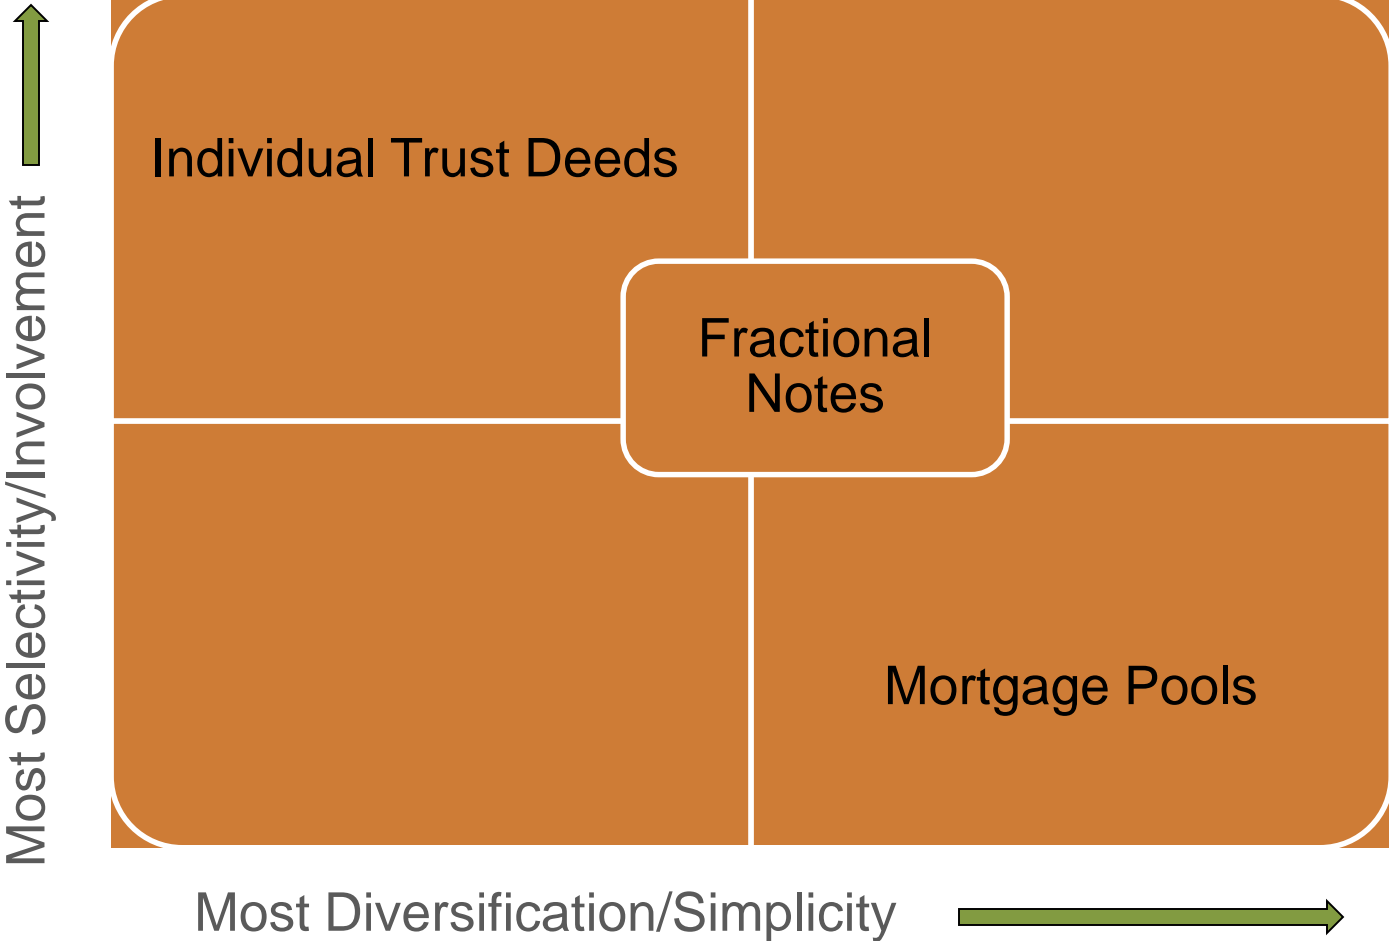 Most Selectivity/Involvement
Individual Trust Deeds
Fractional
Notes
Mortgage Pools
Most Diversification/Simplicity